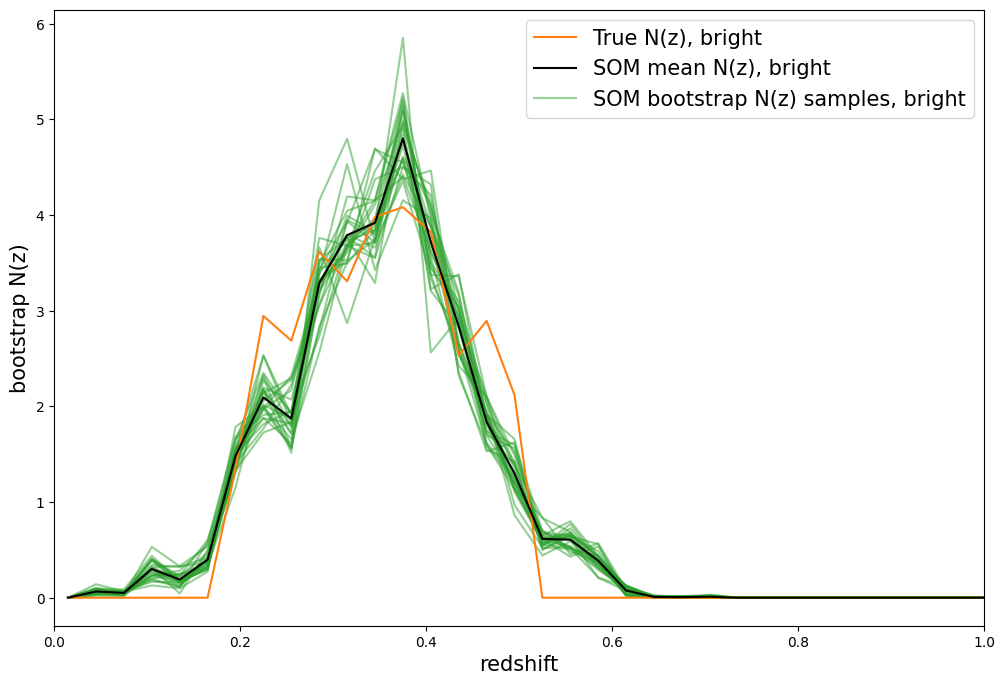 True N(z), bright
SOM mean N(z), bright
SOM bootstrap N(z) samples, bright
bootstrap N(z)
6
5
4
3
2
1
0
0.0 0.2 0.4 0.6 0.8 1.0
redshift